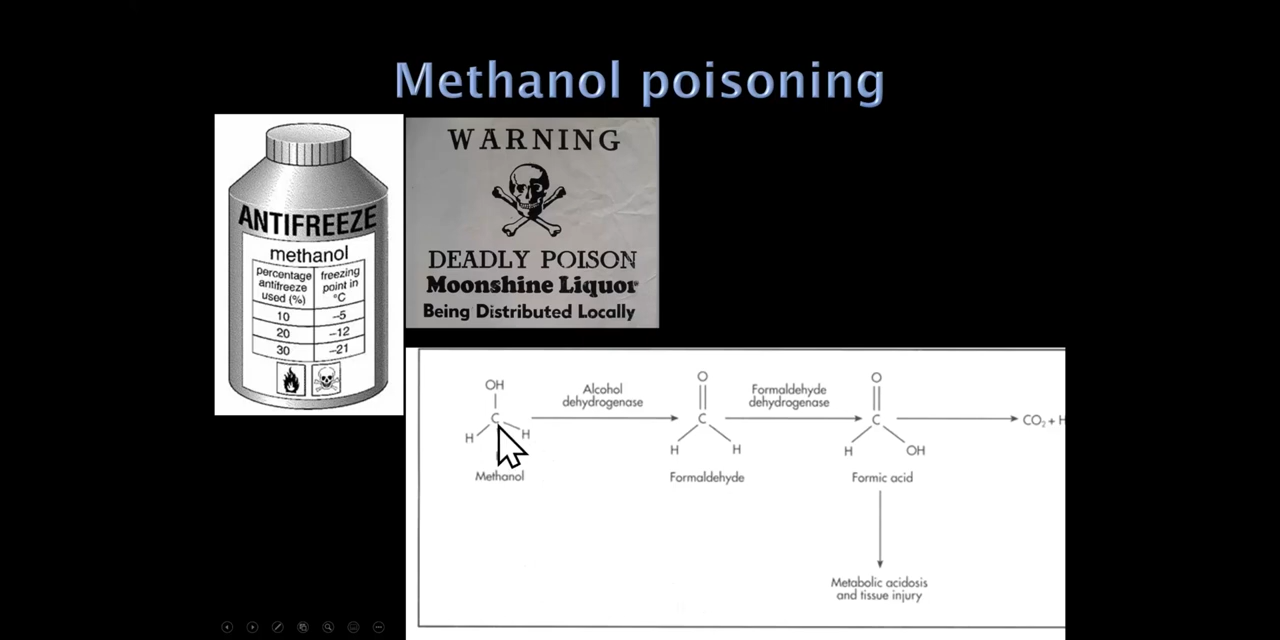 Methanol poisoning
ANTIFREEZE
methanol
percentage
antifreeze
used (%)
freezing
point in
°C
10
–5
20
–12
30
–21
WARNING
DEADLY POISON
Moonshine Liquor
Being Distributed Locally
OH
C
H
H
Methanol
Alcohol
dehydrogenase
O
C
H
H
Formaldehyde
Formaldehyde
dehydrogenase
O
C
H
OH
Formic acid
CO₂ + H
Metabolic acidosis
and tissue injury